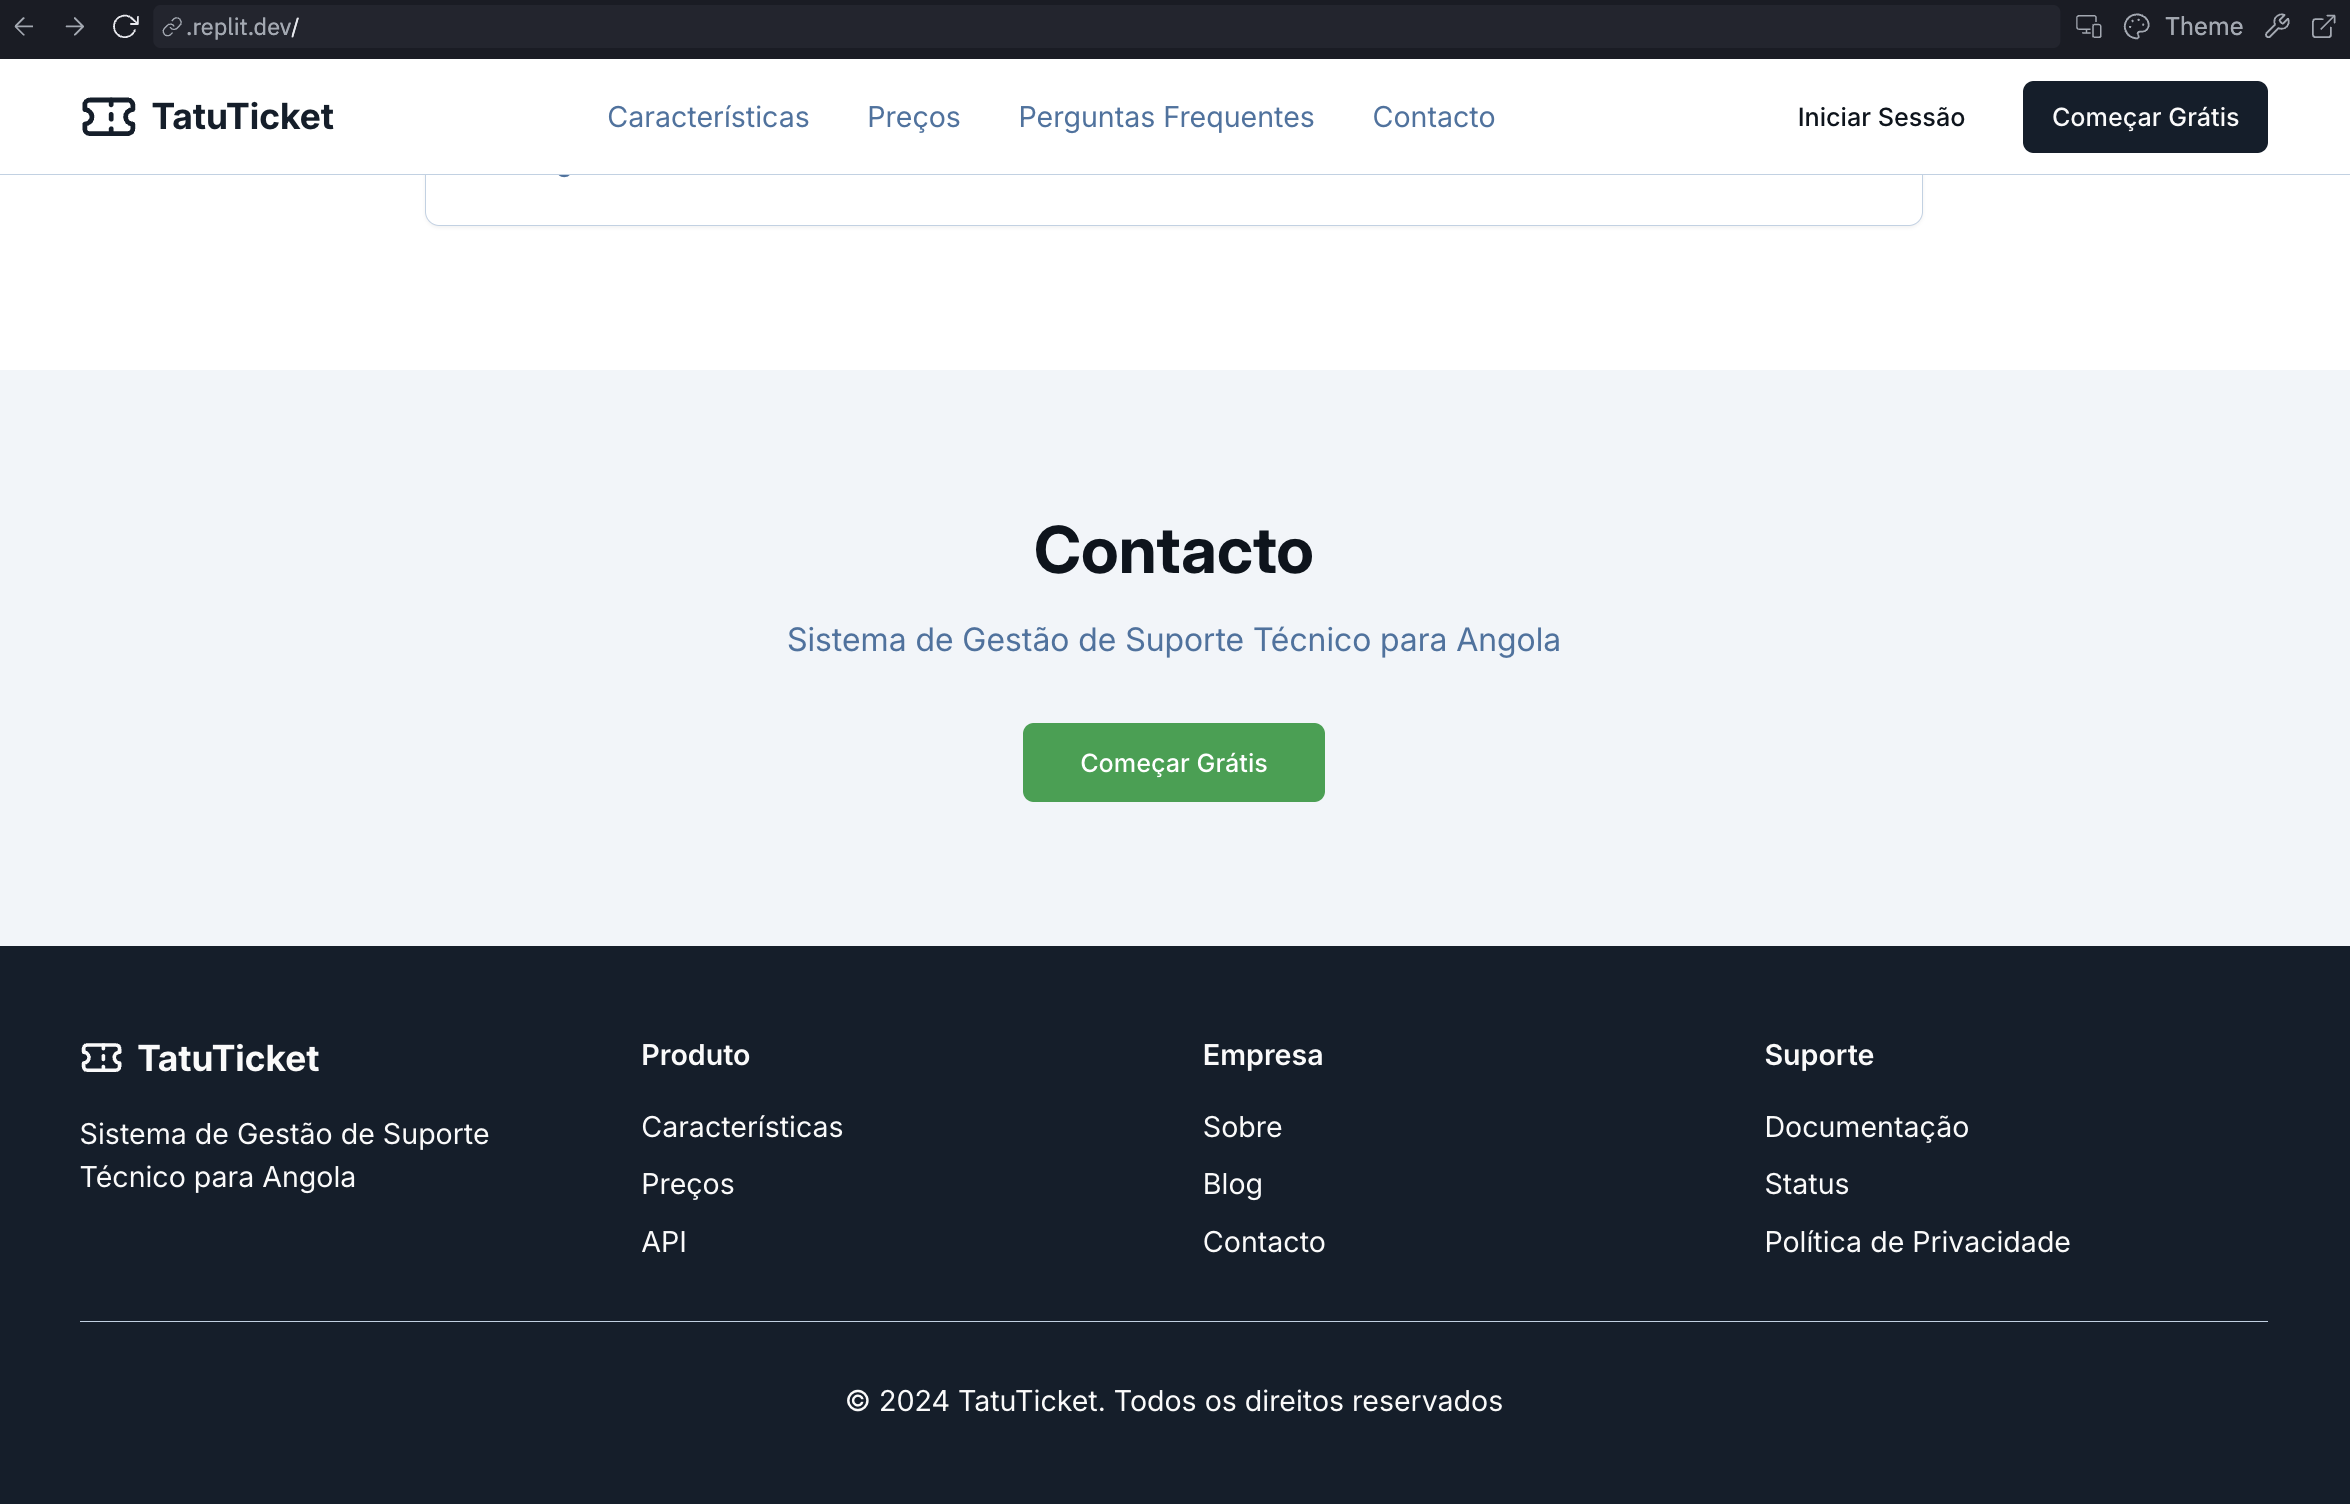 .replit.dev/
Theme
TatuTicket
Características
Preços
Perguntas Frequentes
Contacto
Iniciar Sessão
Começar Grátis
Contacto
Sistema de Gestão de Suporte Técnico para Angola
Começar Grátis
TatuTicket
Sistema de Gestão de Suporte
Técnico para Angola
Produto
Características
Preços
API
Empresa
Sobre
Blog
Contacto
Suporte
Documentação
Status
Política de Privacidade
© 2024 TatuTicket. Todos os direitos reservados